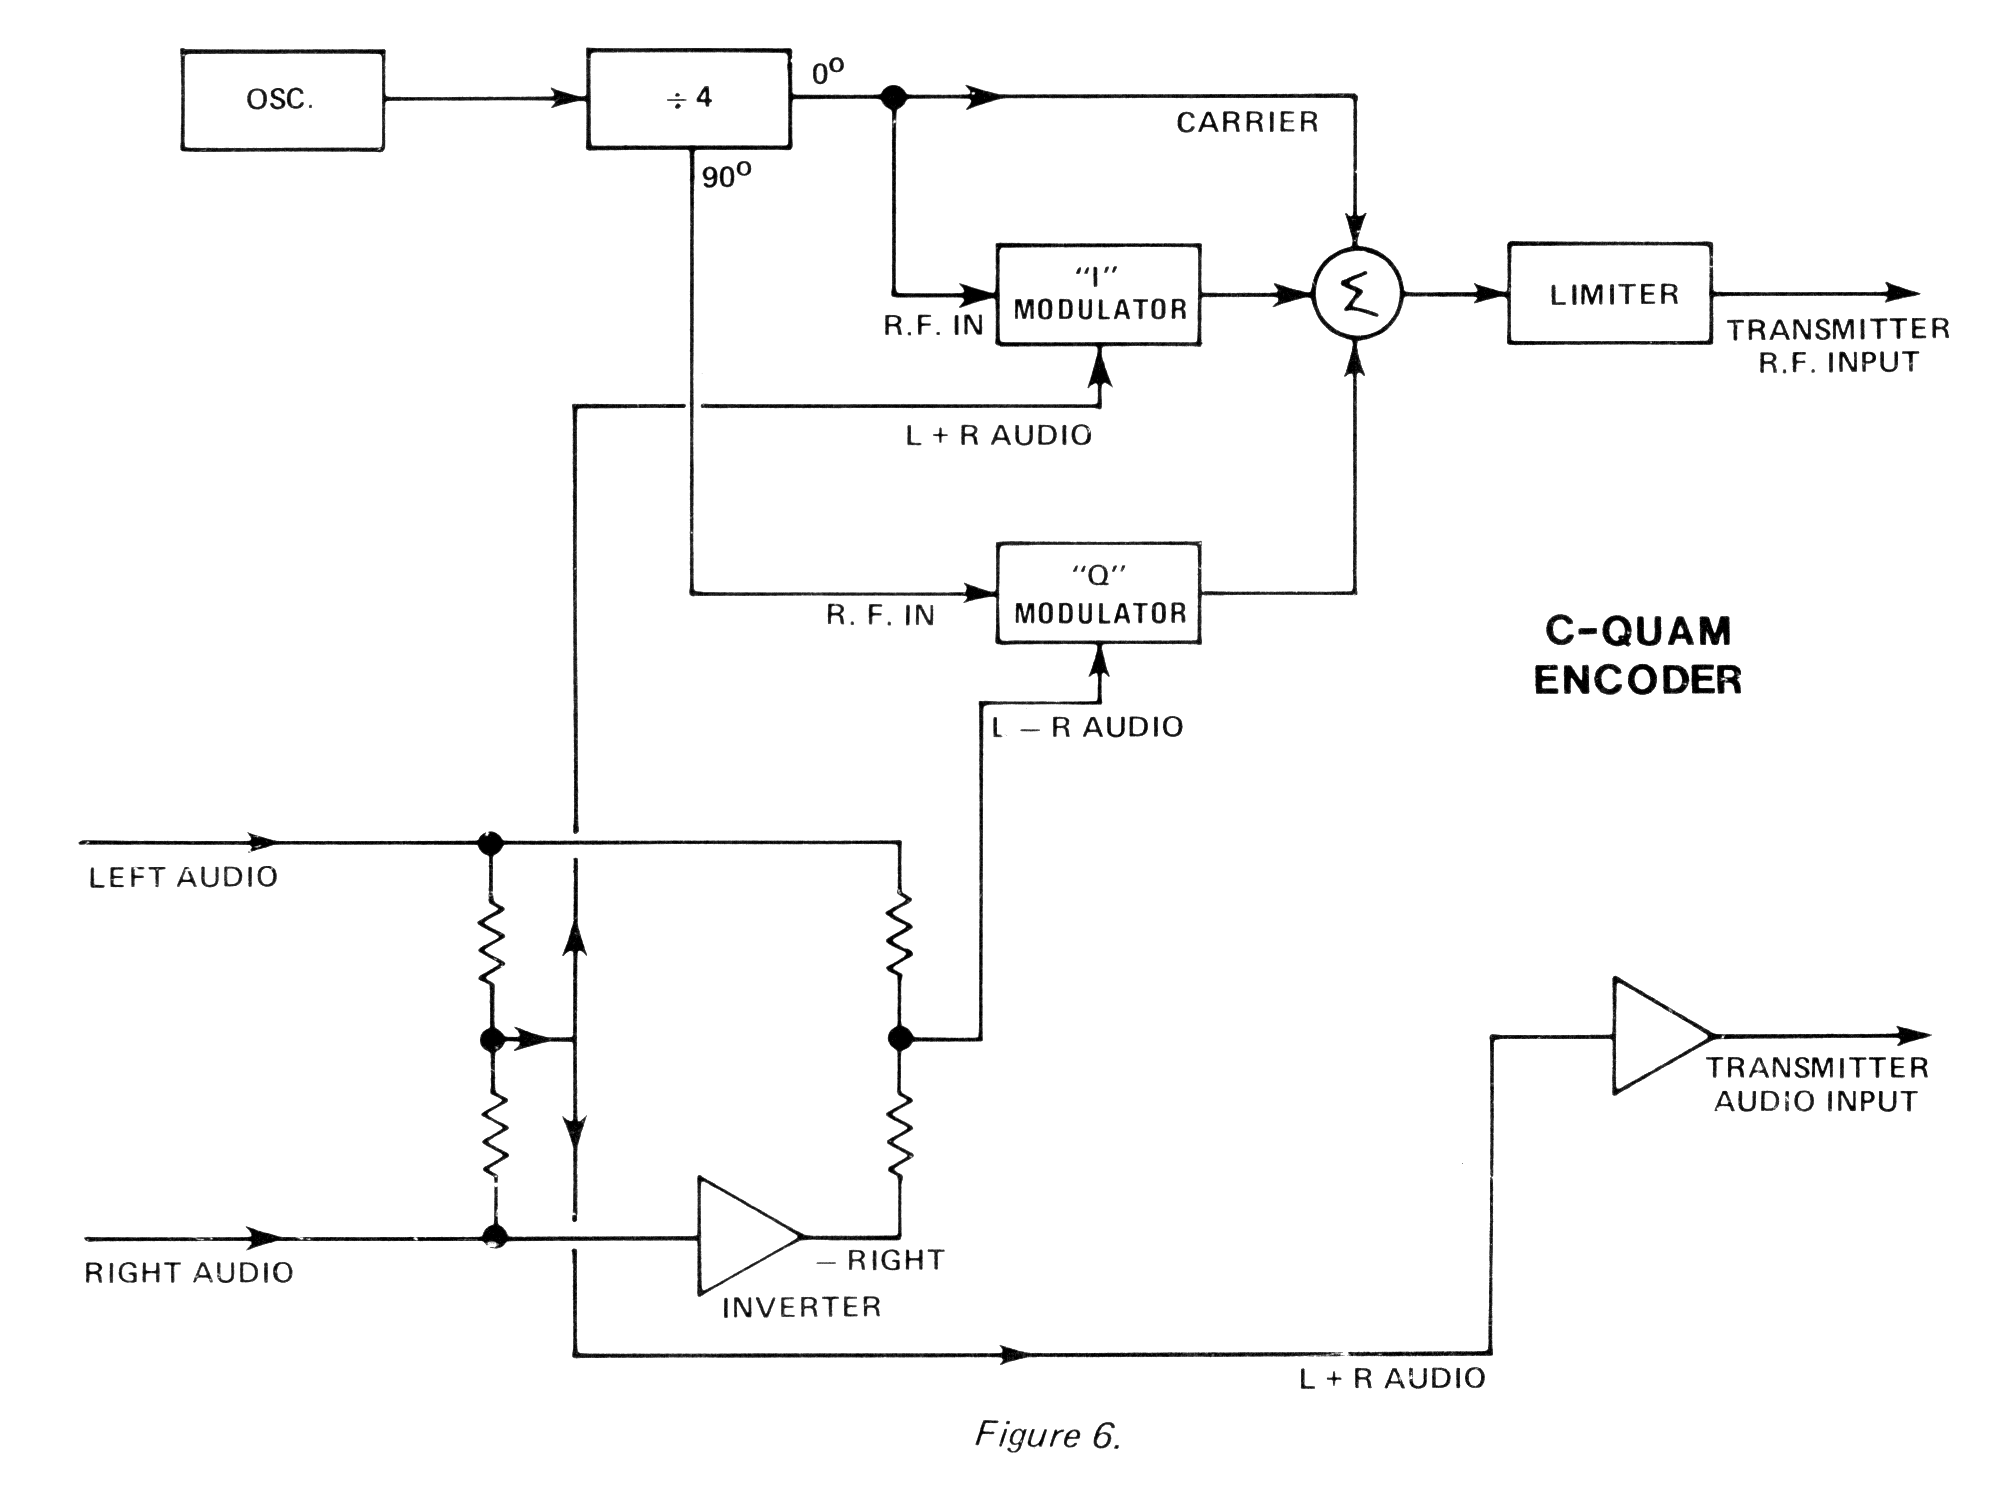 OSC.
÷ 4
0°
90°
CARRIER
"I"
MODULATOR
R.F. IN
Σ
LIMITER
TRANSMITTER
R.F. INPUT
L + R AUDIO
"Q"
MODULATOR
R. F. IN
C-QUAM
ENCODER
L – R AUDIO
LEFT AUDIO
TRANSMITTER
AUDIO INPUT
RIGHT AUDIO
– RIGHT
INVERTER
L + R AUDIO
Figure 6.